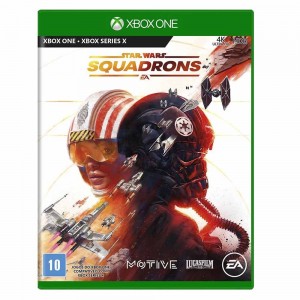 XBOX ONE
XBOX ONE • XBOX SERIES X
4K
STAR WARS
SQUADRONS
EA
10
MOTIVE
LUCASFILM
EA